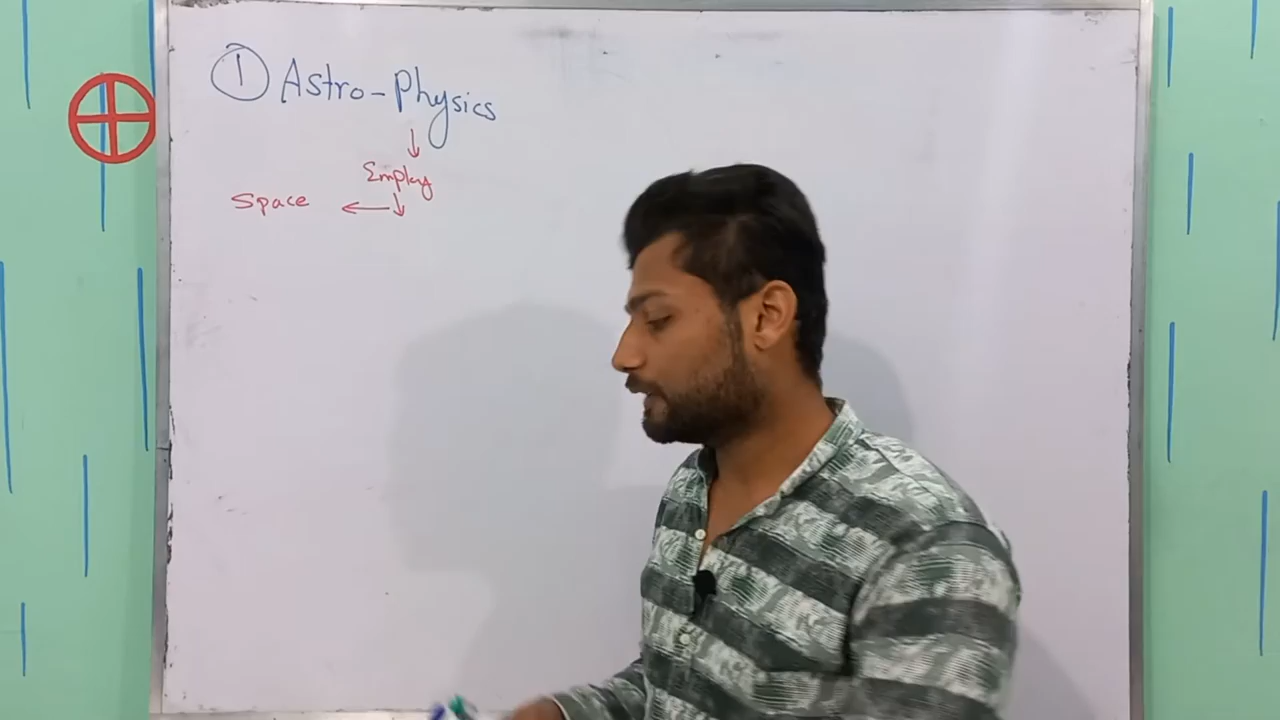 ① Astro-Physics
↓
Employ
Space ← ↓